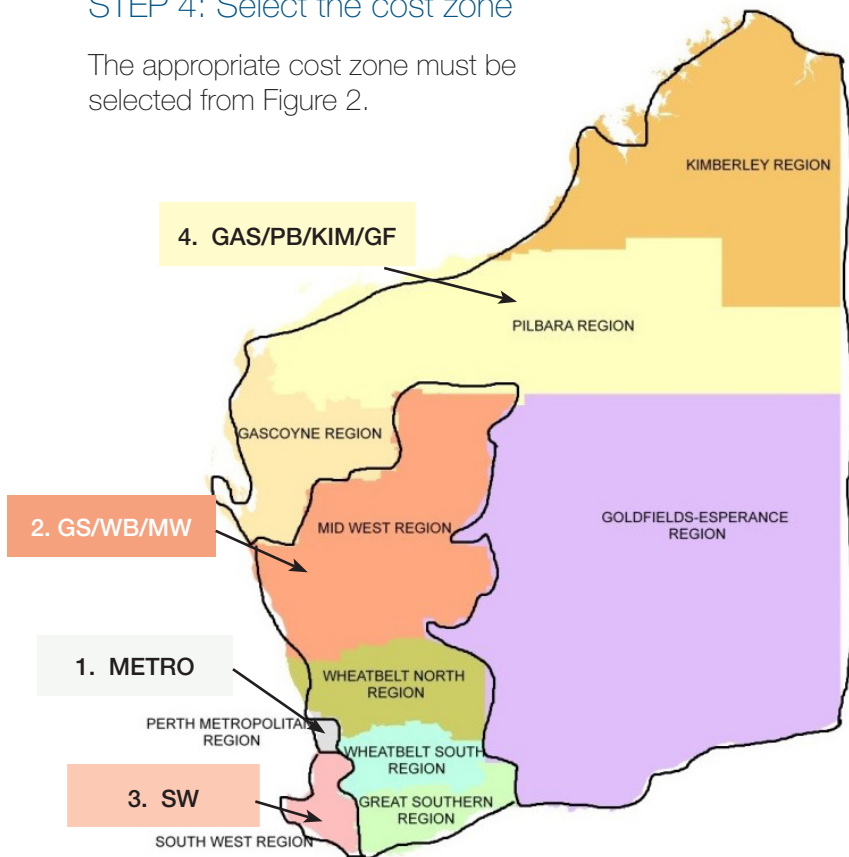 STEP 4: Select the cost zone
The appropriate cost zone must be
selected from Figure 2.
KIMBERLEY REGION
4. GAS/PB/KIM/GF
PILBARA REGION
GASCOYNE REGION
2. GS/WB/MW
MID WEST REGION
GOLDFIELDS-ESPERANCE
REGION
1. METRO
WHEATBELT NORTH
REGION
PERTH METROPOLITAN
REGION
WHEATBELT SOUTH
REGION
3. SW
GREAT SOUTHERN
REGION
SOUTH WEST REGION